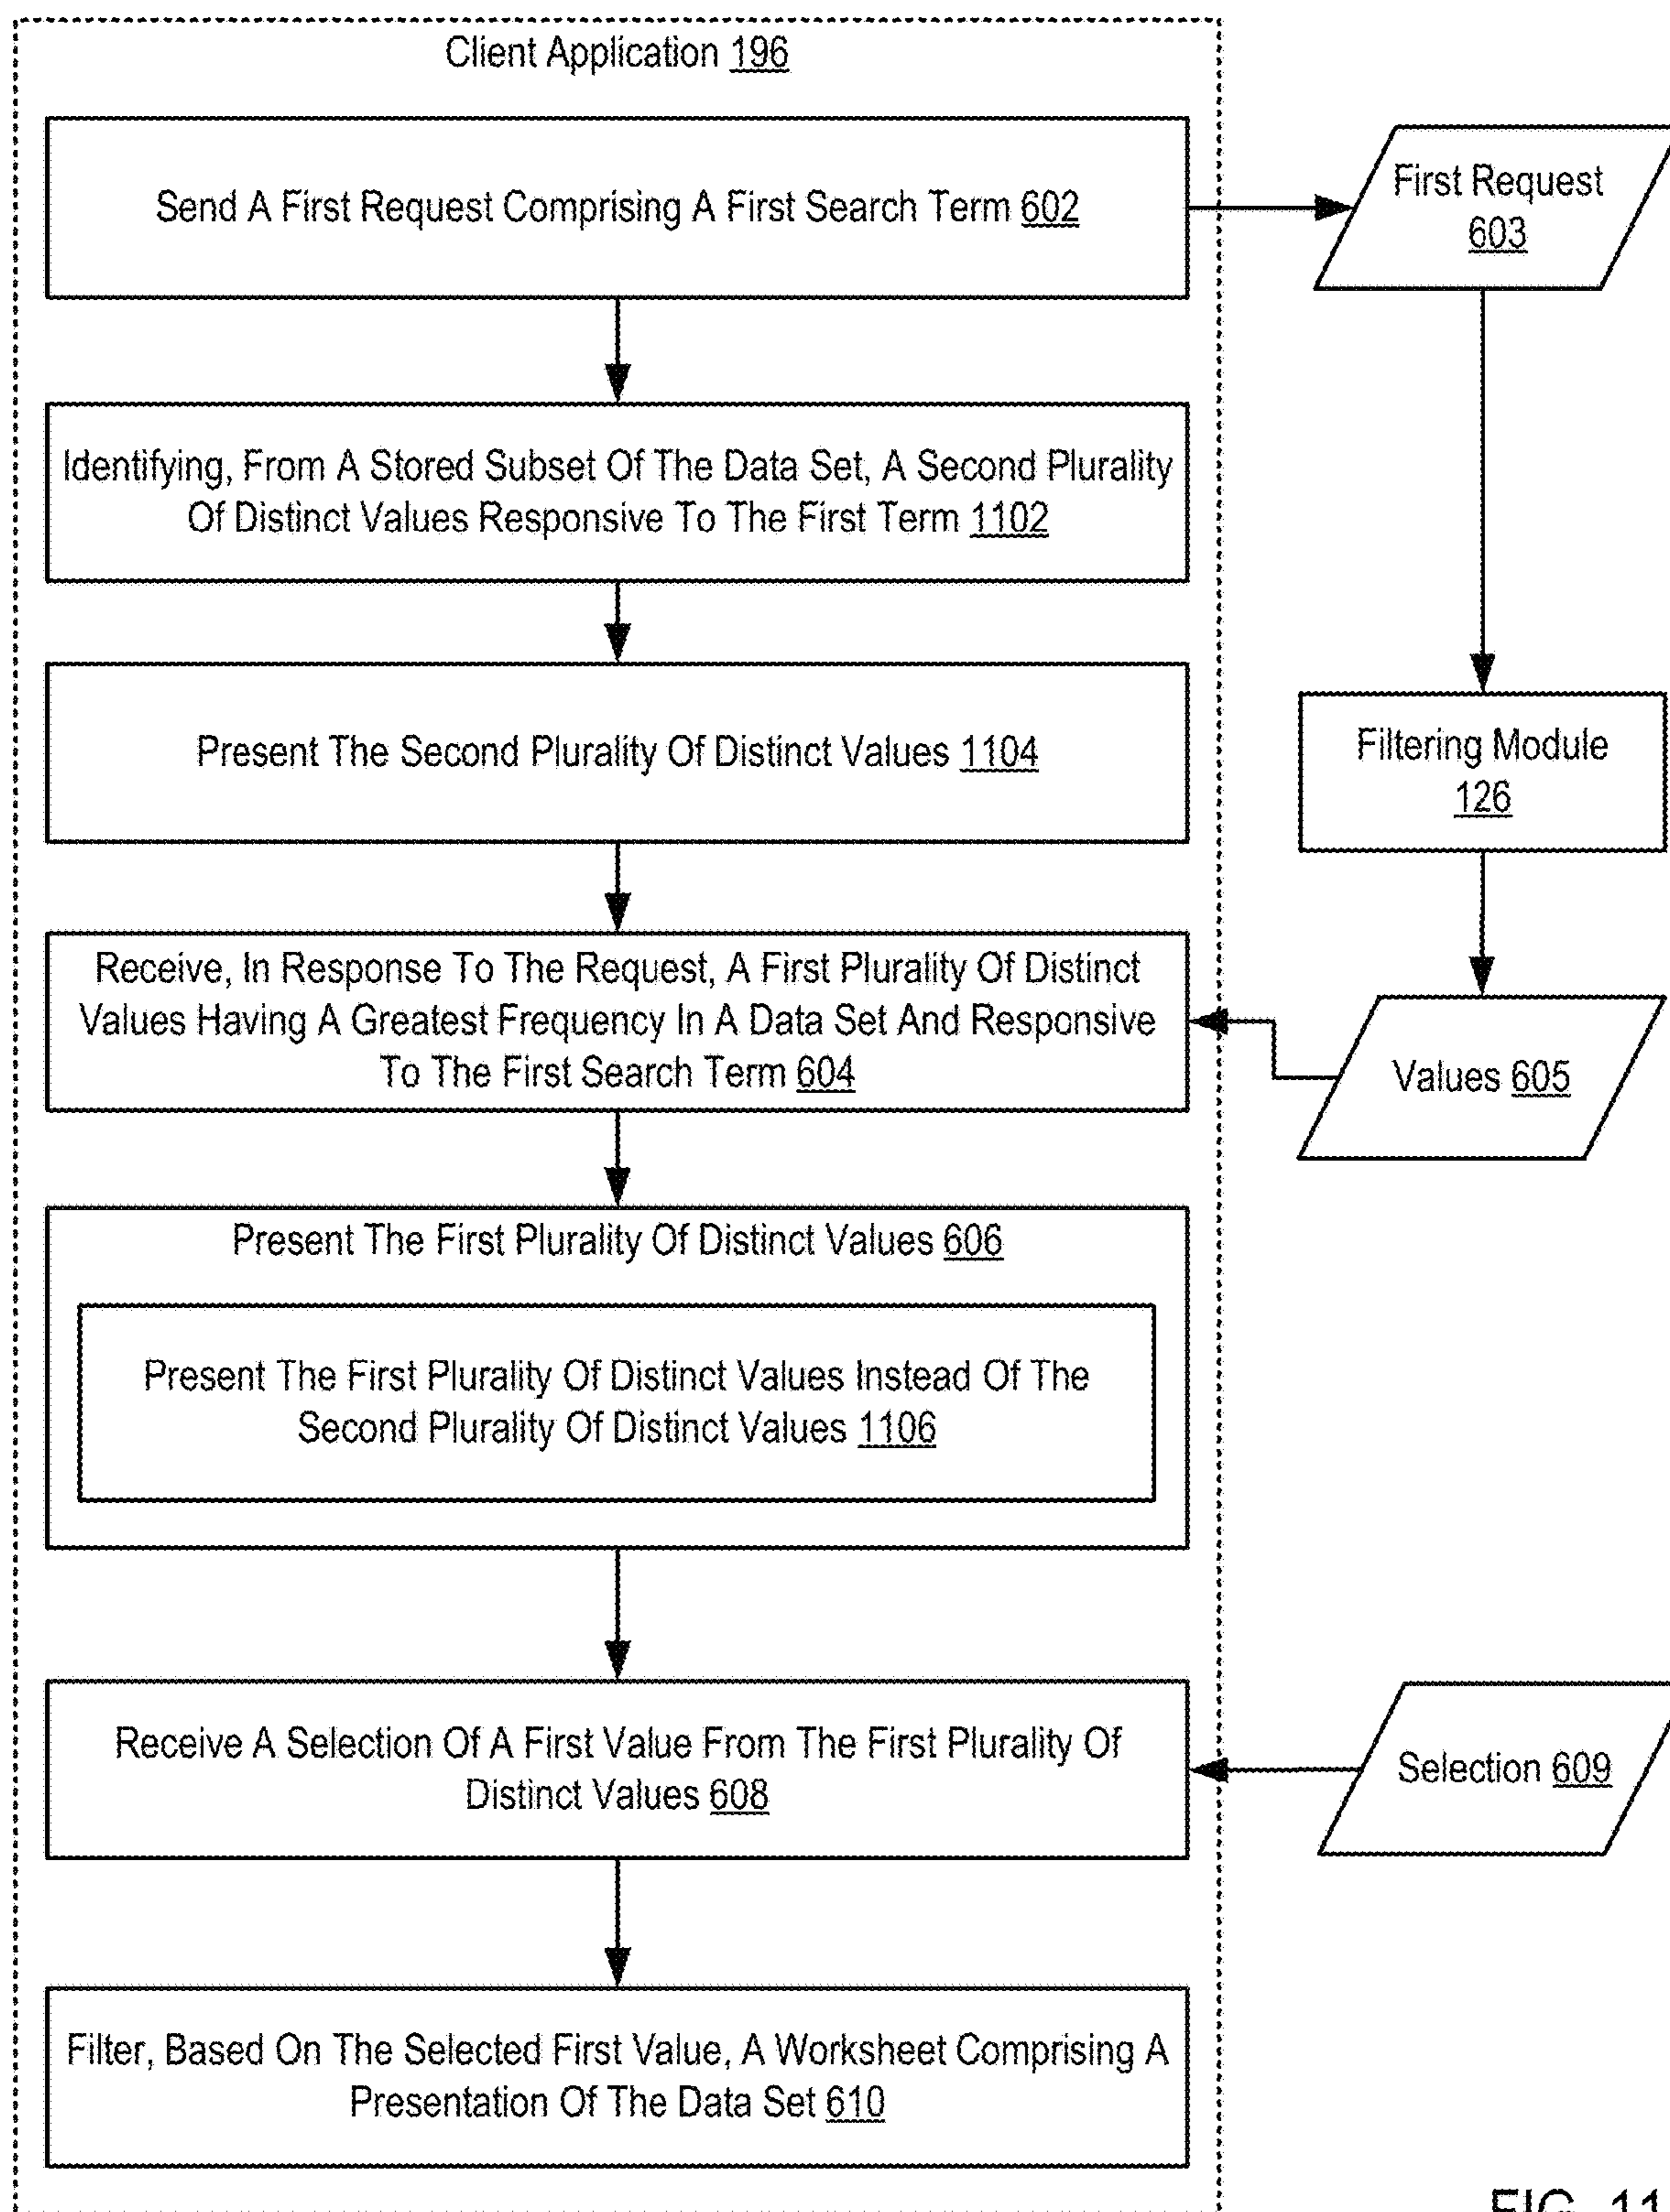 Client Application 196
Send A First Request Comprising A First Search Term 602
First Request
603
Identifying, From A Stored Subset Of The Data Set, A Second Plurality
Of Distinct Values Responsive To The First Term 1102
Present The Second Plurality Of Distinct Values 1104
Filtering Module
126
Receive, In Response To The Request, A First Plurality Of Distinct
Values Having A Greatest Frequency In A Data Set And Responsive
To The First Search Term 604
Values 605
Present The First Plurality Of Distinct Values 606
Present The First Plurality Of Distinct Values Instead Of The
Second Plurality Of Distinct Values 1106
Receive A Selection Of A First Value From The First Plurality Of
Distinct Values 608
Selection 609
Filter, Based On The Selected First Value, A Worksheet Comprising A
Presentation Of The Data Set 610
FIG. 11